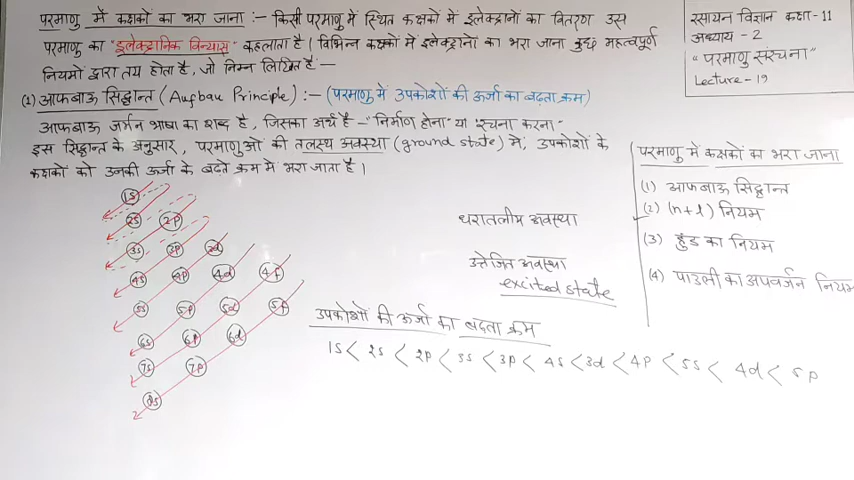 परमाणु में कक्षकों का भरा जाना :- किसी परमाणु में स्थित कक्षकों में इलेक्ट्रानों का वितरण उस
परमाणु का "इलेक्ट्रानिक विन्यास" कहलाता है। विभिन्न कक्षकों में इलेक्ट्रानों का भरा जाना कुछ महत्वपूर्ण
नियमों द्वारा तय होता है, जो निम्न लिखित हैं -
रसायन विज्ञान कक्षा-11
अध्याय - 2
"परमाणु संरचना"
Lecture - 19
(1) आफबाऊ सिद्धान्त (Aufbau Principle) :- (परमाणु में उपकोशों की ऊर्जा का बढ़ता क्रम)
आफबाऊ जर्मन भाषा का शब्द है, जिसका अर्थ है - "निर्माण होना" या "रचना करना"
इस सिद्धान्त के अनुसार, परमाणुओं की तलस्थ अवस्था (ground state) में, उपकोशों के
कक्षकों को उनकी ऊर्जा के बढ़ते क्रम में भरा जाता है।
परमाणु में कक्षकों का भरा जाना
(1) आफबाऊ सिद्धान्त
(2) (n+l) नियम
(3) हुंड का नियम
(4) पाउली का अपवर्जन नियम
1s
2s 2p
3s 3p 3d
4s 4p 4d 4f
5s 5p 5d 5f
6s 6p 6d
7s 7p
8s
धरातलीय अवस्था
उत्तेजित अवस्था
excited state
उपकोशों की ऊर्जा का बढ़ता क्रम
1s < 2s < 2p < 3s < 3p < 4s < 3d < 4p < 5s < 4d < 5p